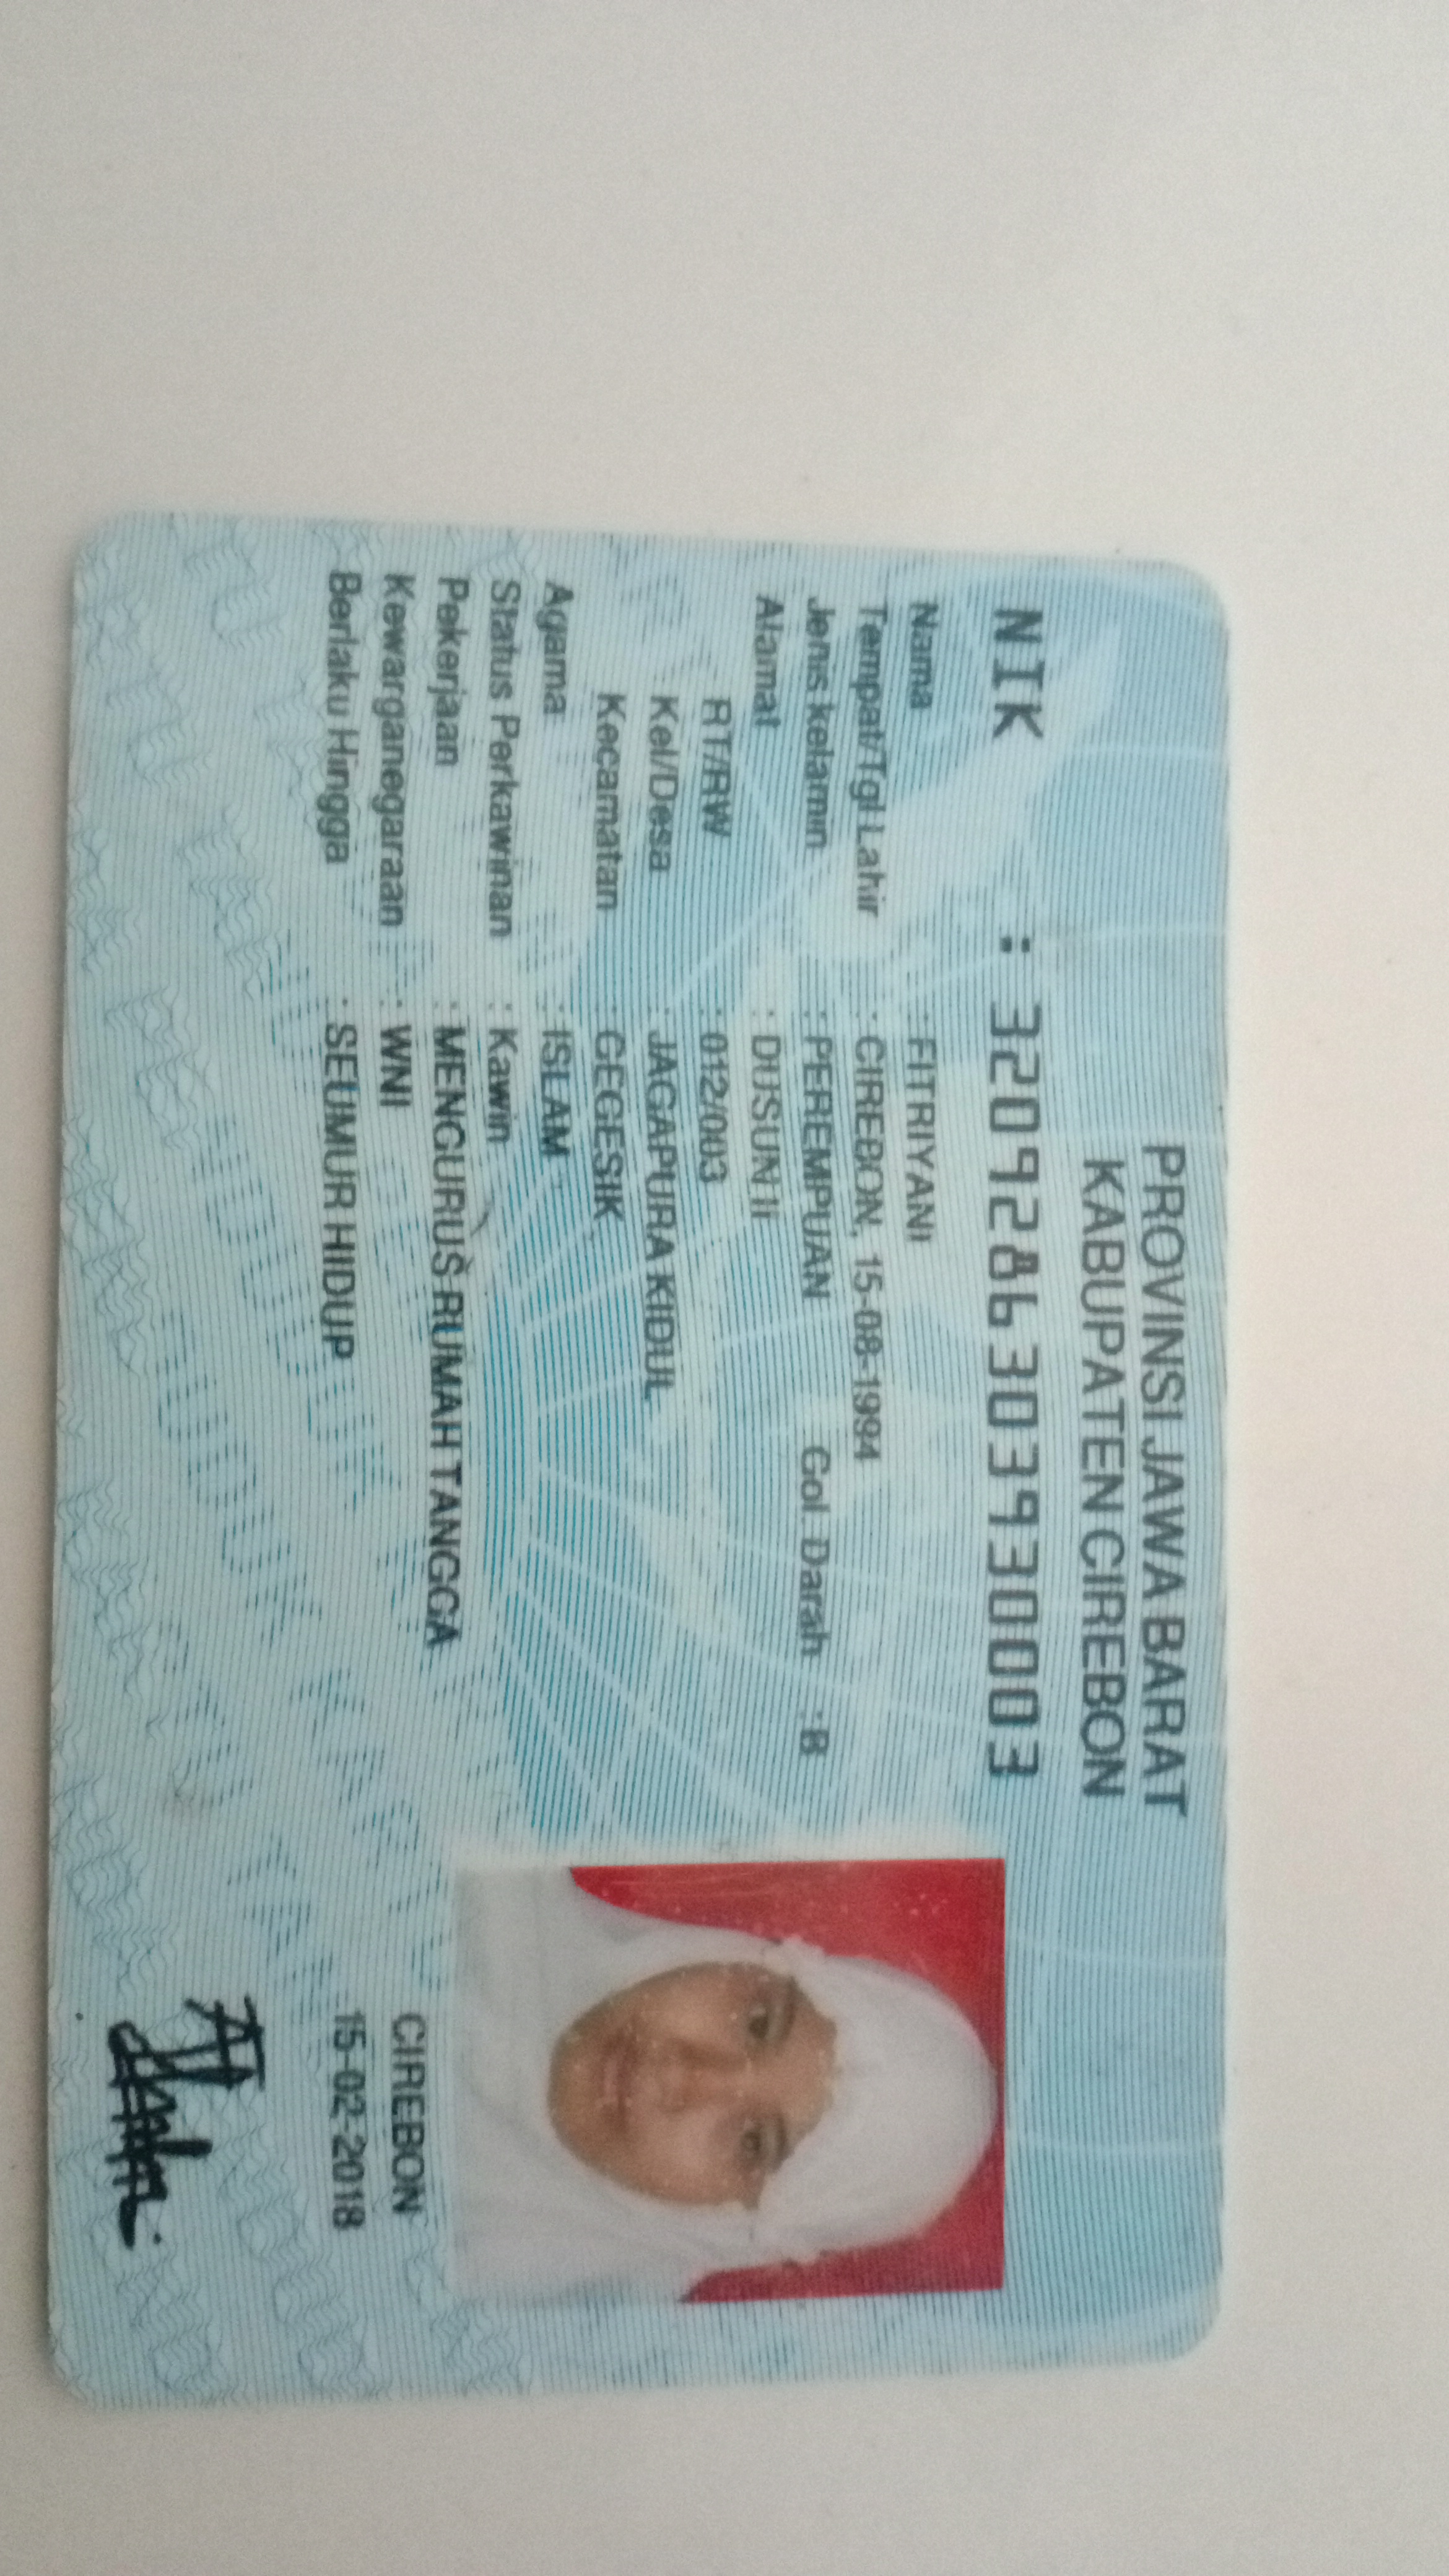 PROVINSI JAWA BARAT
KABUPATEN CIREBON
NIK : 3209286303930003
Nama : FITRIYANI
Tempat/Tgl Lahir : CIREBON, 15-08-1994
Jenis kelamin : PEREMPUAN Gol. Darah : B
Alamat : DUSUN II
RT/RW : 012/003
Kel/Desa : JAGAPURA KIDUL
Kecamatan : GEGESIK
Agama : ISLAM
Status Perkawinan : Kawin
Pekerjaan : MENGURUS RUMAH TANGGA
Kewarganegaraan : WNI
Berlaku Hingga : SEUMUR HIDUP
CIREBON
15-02-2018